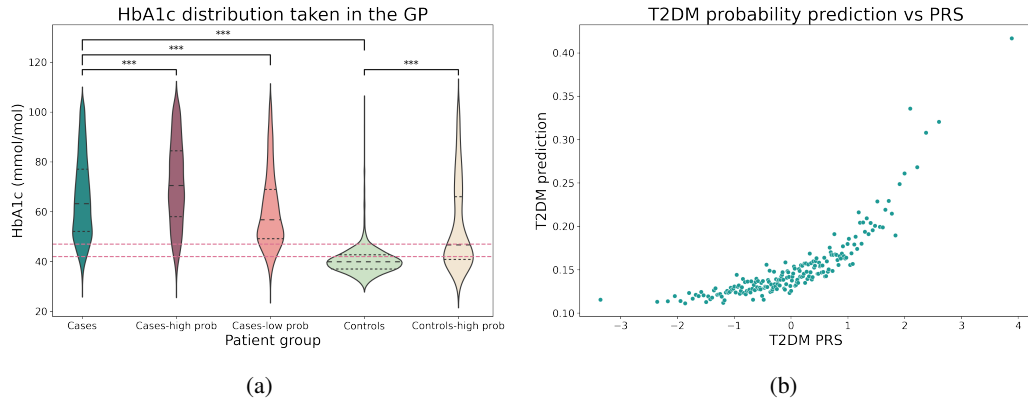 HbA1c distribution taken in the GP
***
***
***
***
HbA1c (mmol/mol)
120
100
80
60
40
20
Cases
Cases-high prob
Cases-low prob
Controls
Controls-high prob
Patient group
(a)
T2DM probability prediction vs PRS
T2DM prediction
0.40
0.35
0.30
0.25
0.20
0.15
0.10
−3
−2
−1
0
1
2
3
4
T2DM PRS
(b)